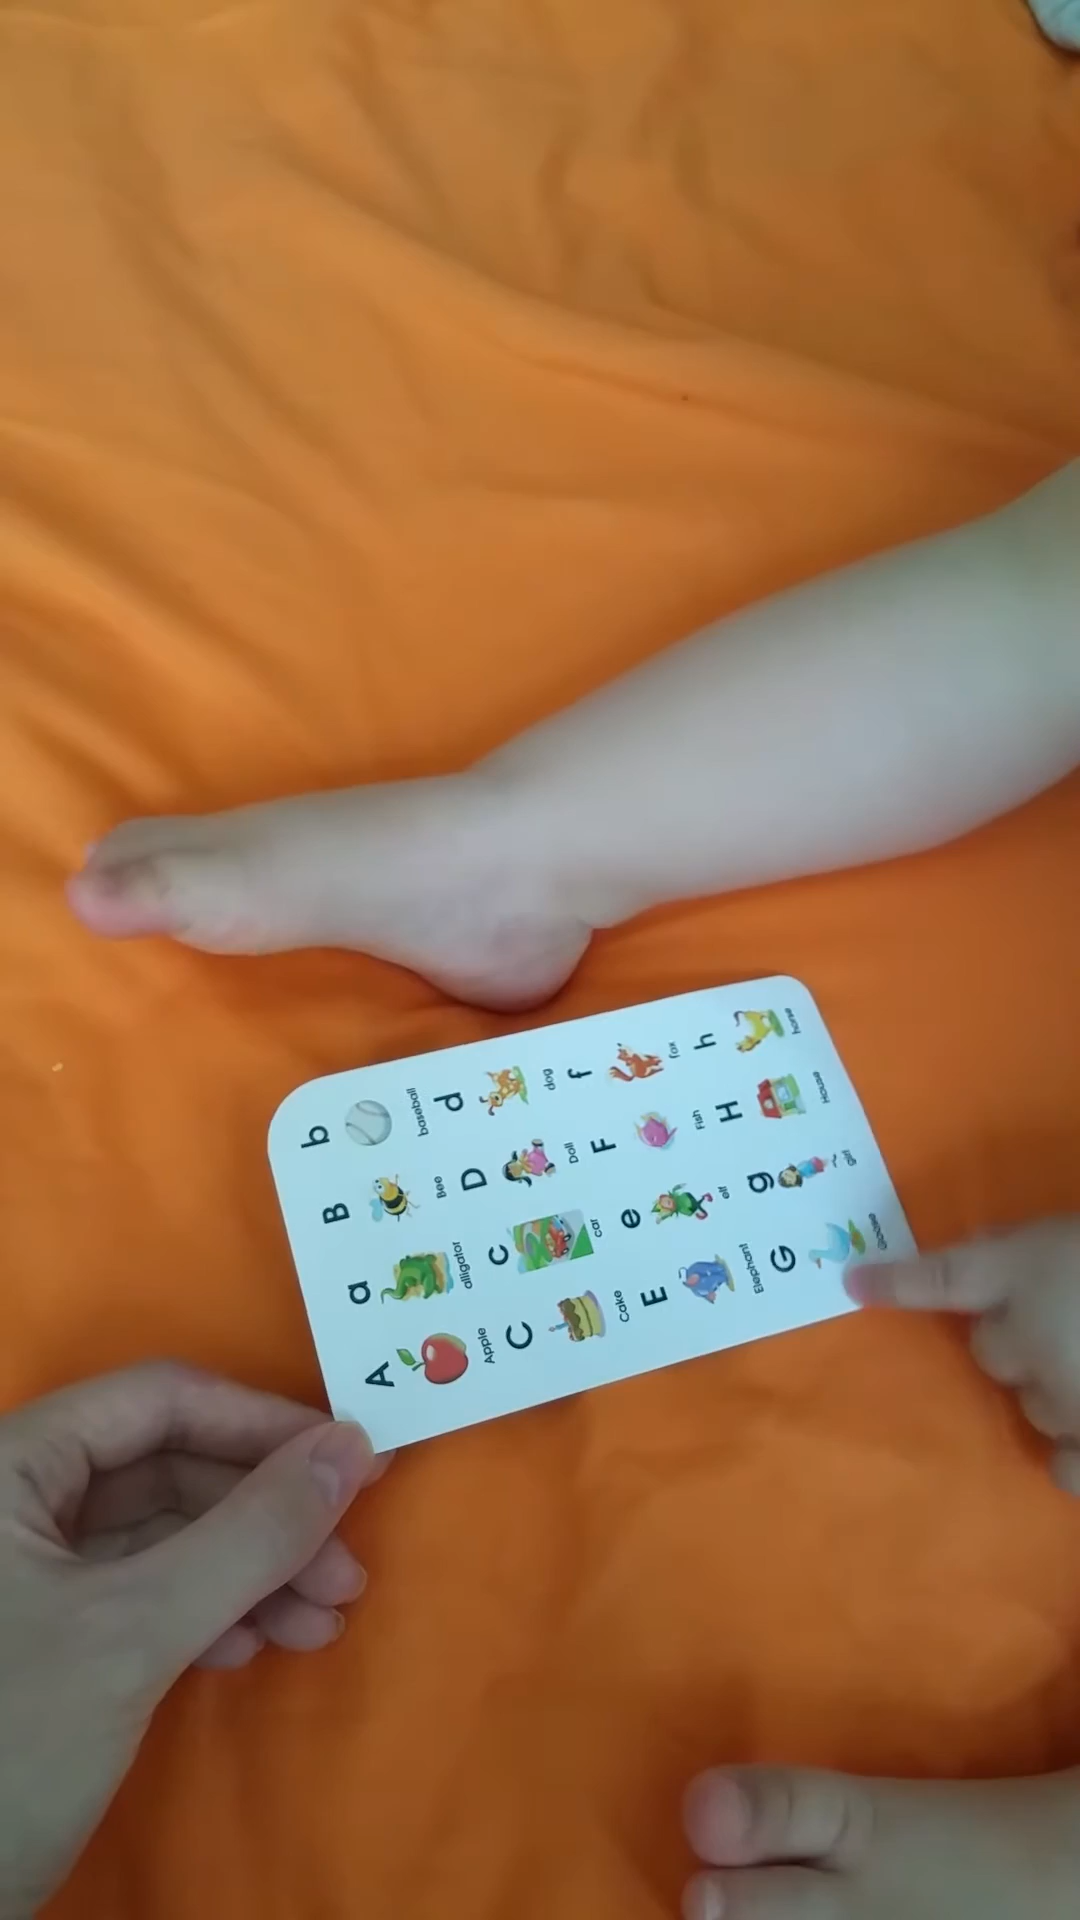 A a B b
Apple alligator Bee baseball
C c D d
Cake car Doll dog
E e F f
Elephant elf Fish fox
G g H h
Goose girl House horse